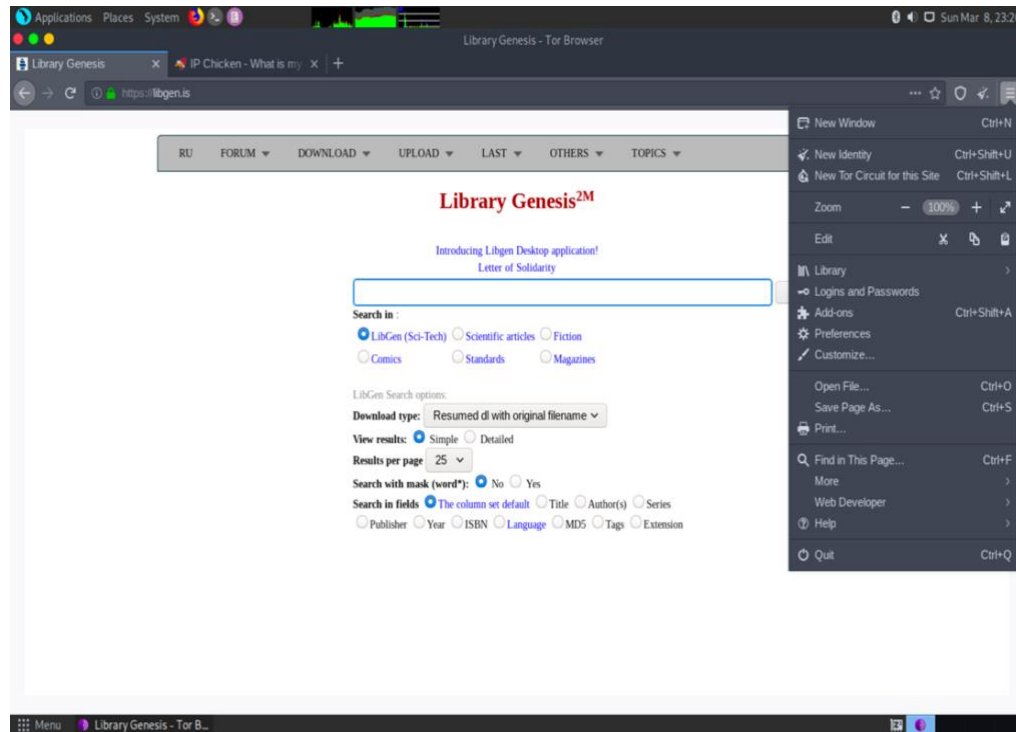 Applications Places System Sun Mar 8, 23:2
Library Genesis - Tor Browser
Library Genesis IP Chicken - What is my
https://libgen.is
RU FORUM DOWNLOAD UPLOAD LAST OTHERS TOPICS
Library Genesis2M
Introducing Libgen Desktop application!
Letter of Solidarity
Search in :
LibGen (Sci-Tech) Scientific articles Fiction
Comics Standards Magazines
LibGen Search options:
Download type: Resumed dl with original filename
View results: Simple Detailed
Results per page 25
Search with mask (word*): No Yes
Search in fields The column set default Title Author(s) Series
Publisher Year ISBN Language MD5 Tags Extension
New Window Ctrl+N
New Identity Ctrl+Shift+U
New Tor Circuit for this Site Ctrl+Shift+L
Zoom 100%
Edit
Library
Logins and Passwords
Add-ons Ctrl+Shift+A
Preferences
Customize...
Open File... Ctrl+O
Save Page As... Ctrl+S
Print...
Find in This Page... Ctrl+F
More
Web Developer
Help
Quit Ctrl+Q
Menu Library Genesis - Tor B...